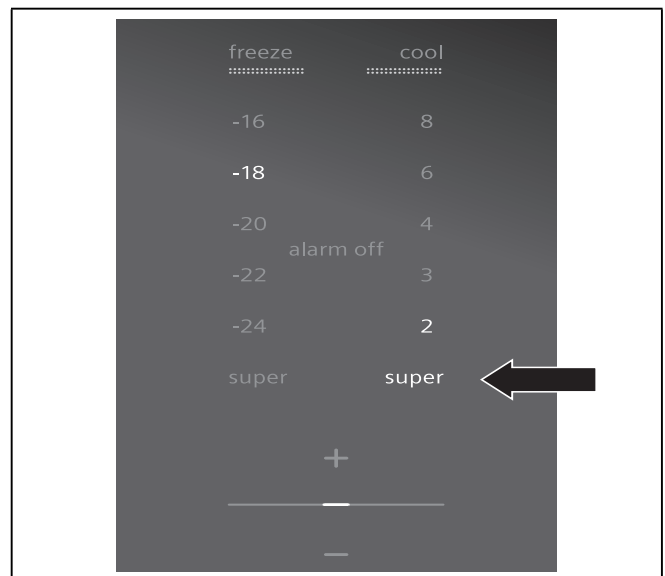 freeze cool
-16 8
-18 6
-20 4
alarm off
-22 3
-24 2
super super
+
—